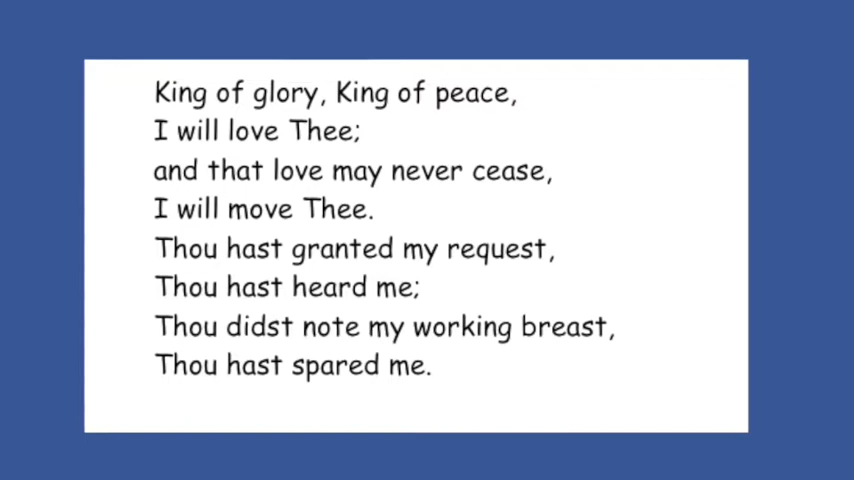 King of glory, King of peace,
I will love Thee;
and that love may never cease,
I will move Thee.
Thou hast granted my request,
Thou hast heard me;
Thou didst note my working breast,
Thou hast spared me.